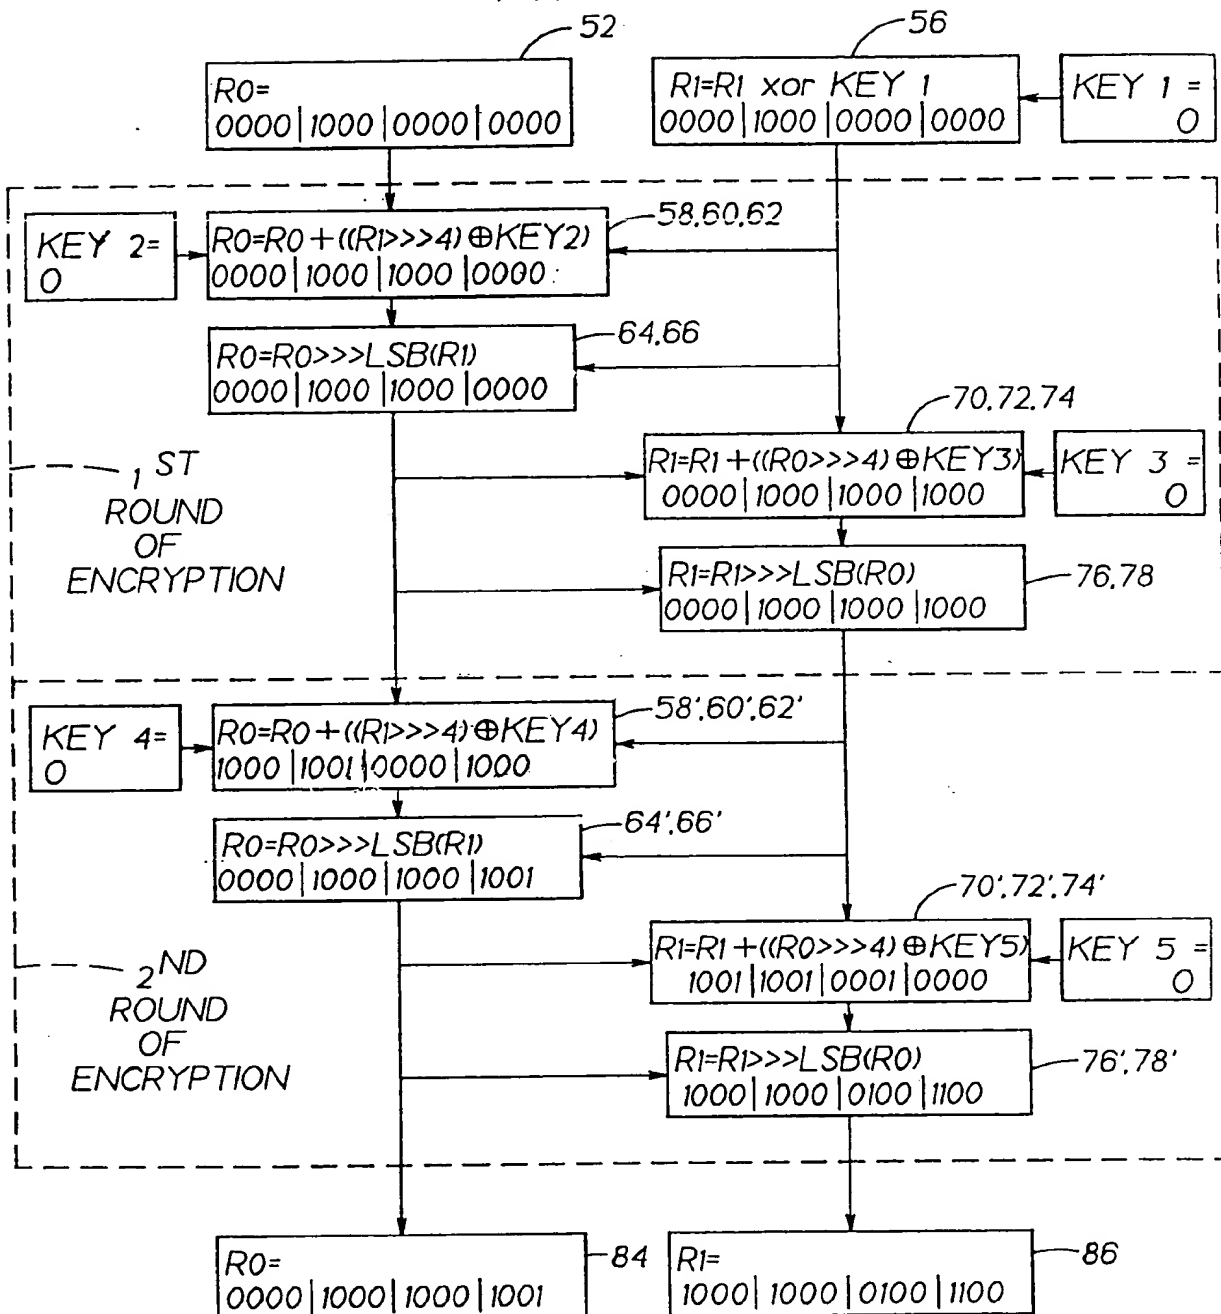 52
56
R0=
0000|1000|0000|0000
R1=R1 xor KEY 1
0000|1000|0000|0000
KEY 1 =
0
KEY 2=
0
R0=R0+((R1>>>4)⊕KEY2)
0000|1000|1000|0000
58,60,62
R0=R0>>>LSB(R1)
0000|1000|1000|0000
64,66
70,72,74
R1=R1+((R0>>>4)⊕KEY3)
0000|1000|1000|1000
KEY 3 =
0
1 ST
ROUND
OF
ENCRYPTION
R1=R1>>>LSB(R0)
0000|1000|1000|1000
76,78
KEY 4=
0
R0=R0+((R1>>>4)⊕KEY4)
1000|1001|0000|1000
58',60',62'
R0=R0>>>LSB(R1)
0000|1000|1000|1001
64',66'
70',72',74'
R1=R1+((R0>>>4)⊕KEY5)
1001|1001|0001|0000
KEY 5 =
0
2 ND
ROUND
OF
ENCRYPTION
R1=R1>>>LSB(R0)
1000|1000|0100|1100
76',78'
R0=
0000|1000|1000|1001
84
R1=
1000|1000|0100|1100
86